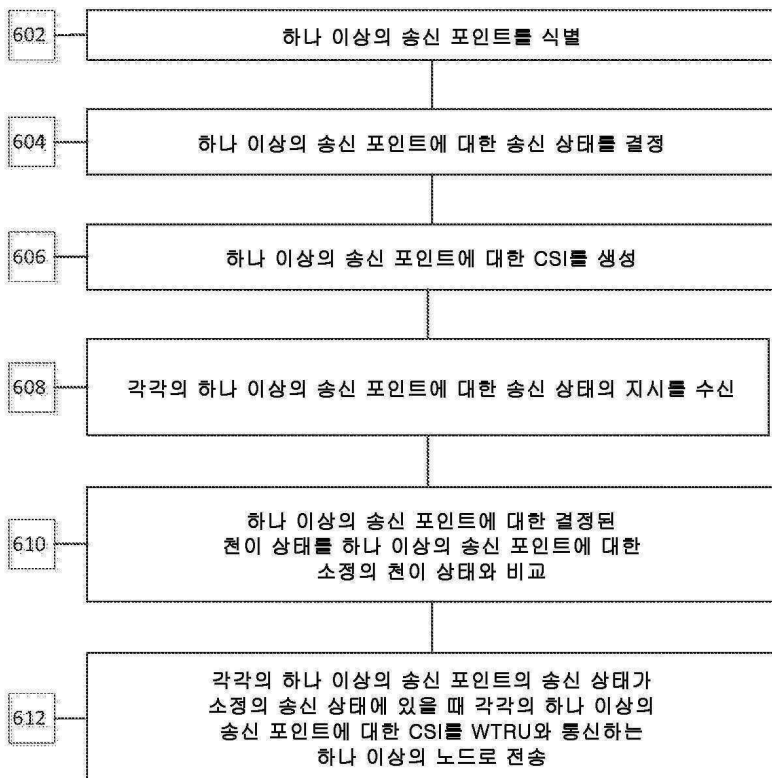 602
하나 이상의 송신 포인트를 식별
604
하나 이상의 송신 포인트에 대한 송신 상태를 결정
606
하나 이상의 송신 포인트에 대한 CSI를 생성
608
각각의 하나 이상의 송신 포인트에 대한 송신 상태의 지시를 수신
610
하나 이상의 송신 포인트에 대한 결정된
천이 상태를 하나 이상의 송신 포인트에 대한
소정의 천이 상태와 비교
612
각각의 하나 이상의 송신 포인트의 송신 상태가
소정의 송신 상태에 있을 때 각각의 하나 이상의
송신 포인트에 대한 CSI를 WTRU와 통신하는
하나 이상의 노드로 전송